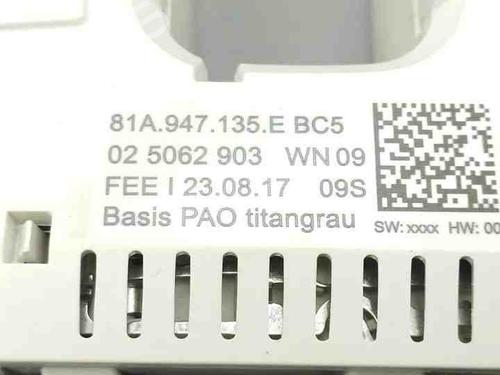 81A.947.135.E BC5
02 5062 903 WN 09
FEE I 23.08.17 09S
Basis PAO titangrau
SW: xxxx HW: 00